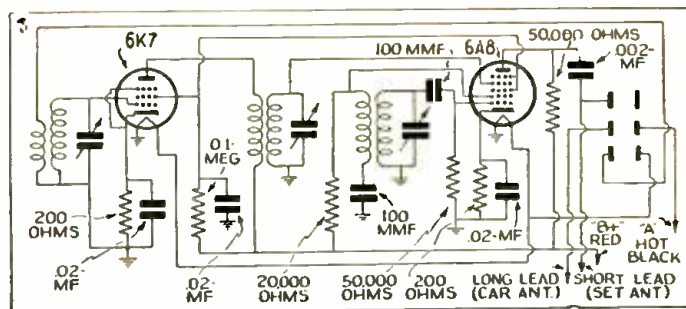 6K7
100 MMF
6A8
50,000 OHMS
.002-
MF
0.1-
MEG
200
OHMS
.02-
MF
.02-
MF
20,000
OHMS
100
MMF
50,000
OHMS
200
OHMS
.02-MF
LONG LEAD
(CAR ANT.)
SHORT LEAD
(SET ANT)
B+
RED
"A"
HOT
BLACK